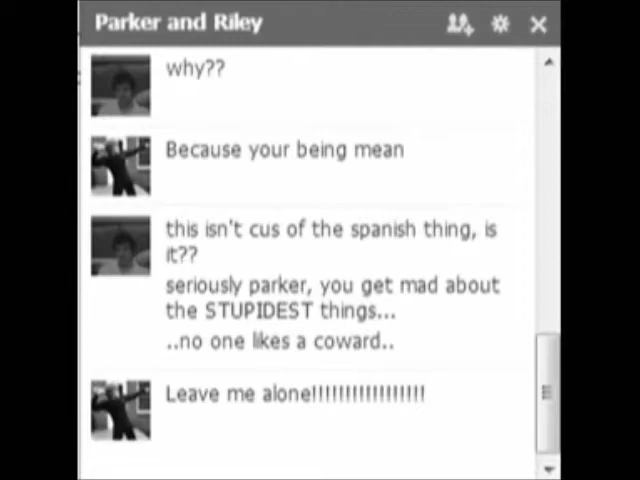 Parker and Riley
why??
Because your being mean
this isn't cus of the spanish thing, is
it??
seriously parker, you get mad about
the STUPIDEST things...
..no one likes a coward..
Leave me alone!!!!!!!!!!!!!!!!!